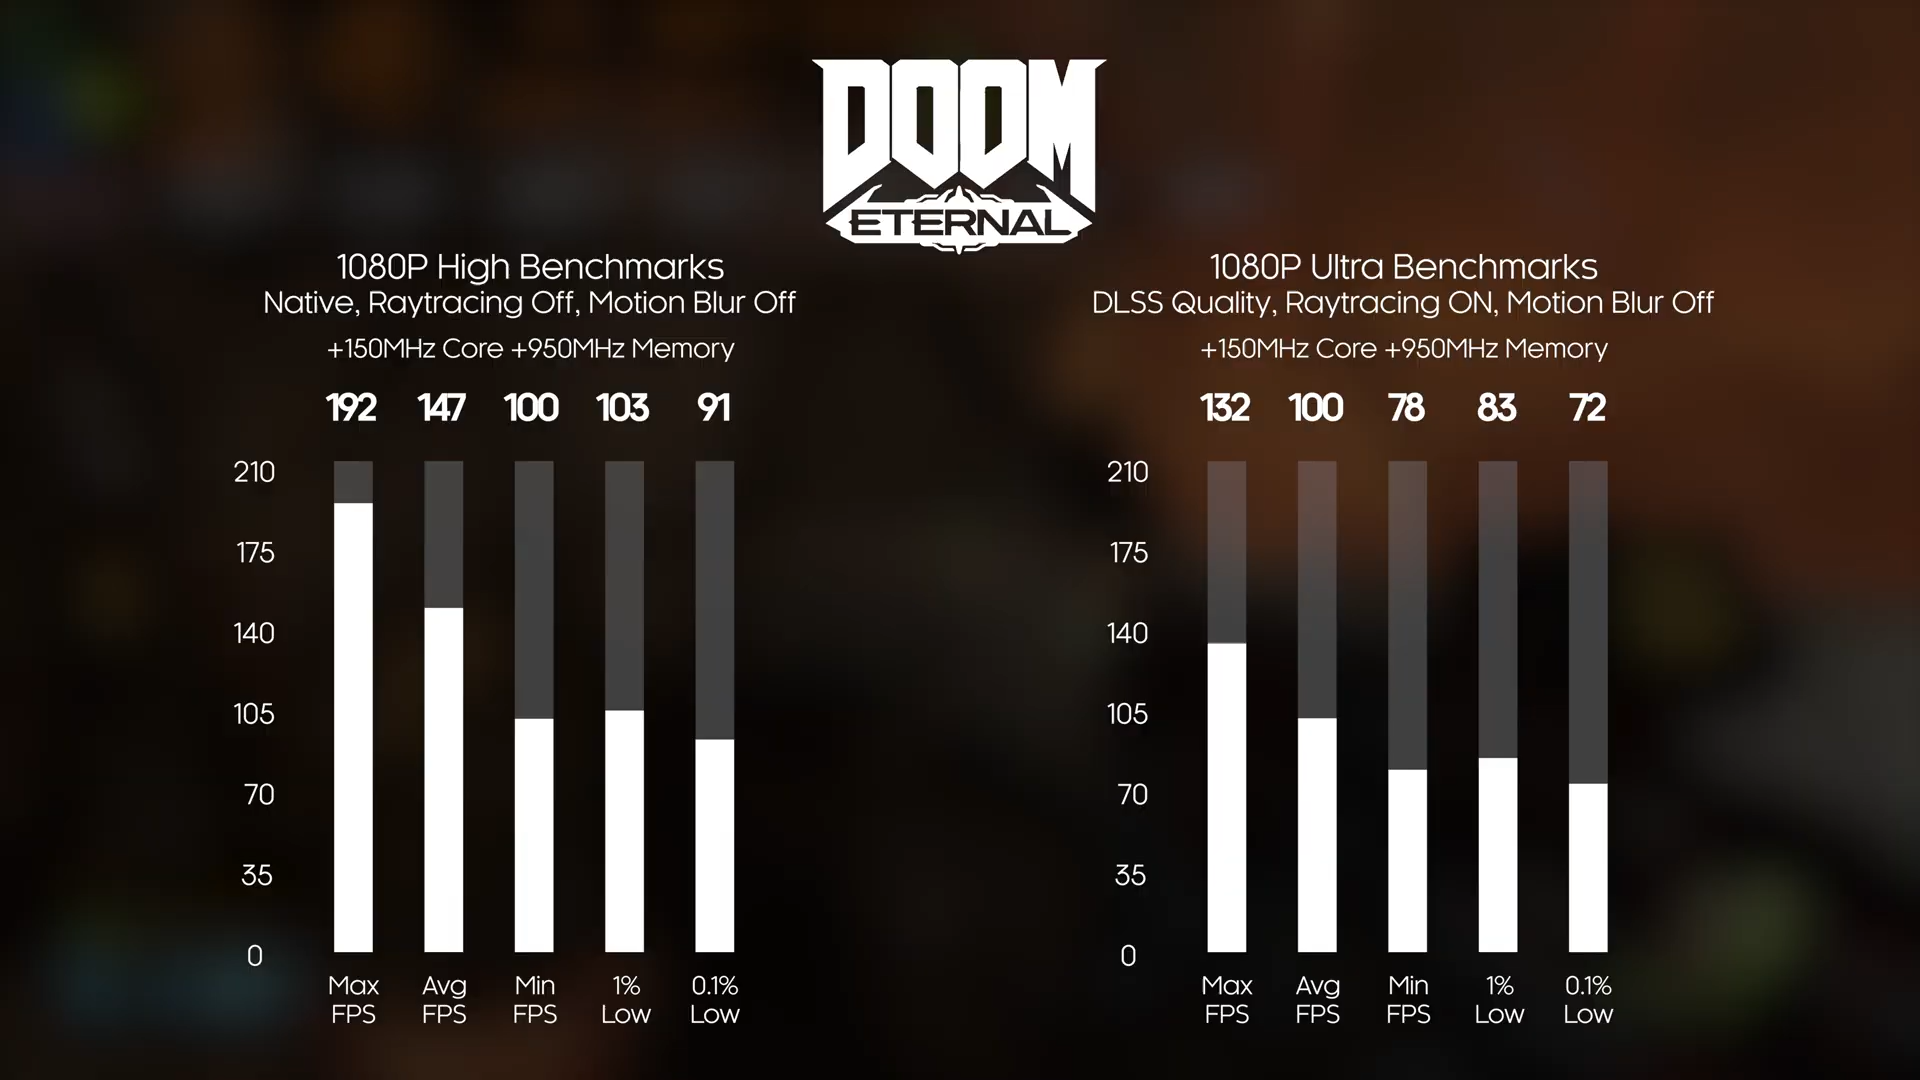 DOOM
ETERNAL
1080P High Benchmarks
Native, Raytracing Off, Motion Blur Off
+150MHz Core +950MHz Memory
192 147 100 103 91
210
175
140
105
70
35
0
Max FPS Avg FPS Min FPS 1% Low 0.1% Low
1080P Ultra Benchmarks
DLSS Quality, Raytracing ON, Motion Blur Off
+150MHz Core +950MHz Memory
132 100 78 83 72
210
175
140
105
70
35
0
Max FPS Avg FPS Min FPS 1% Low 0.1% Low